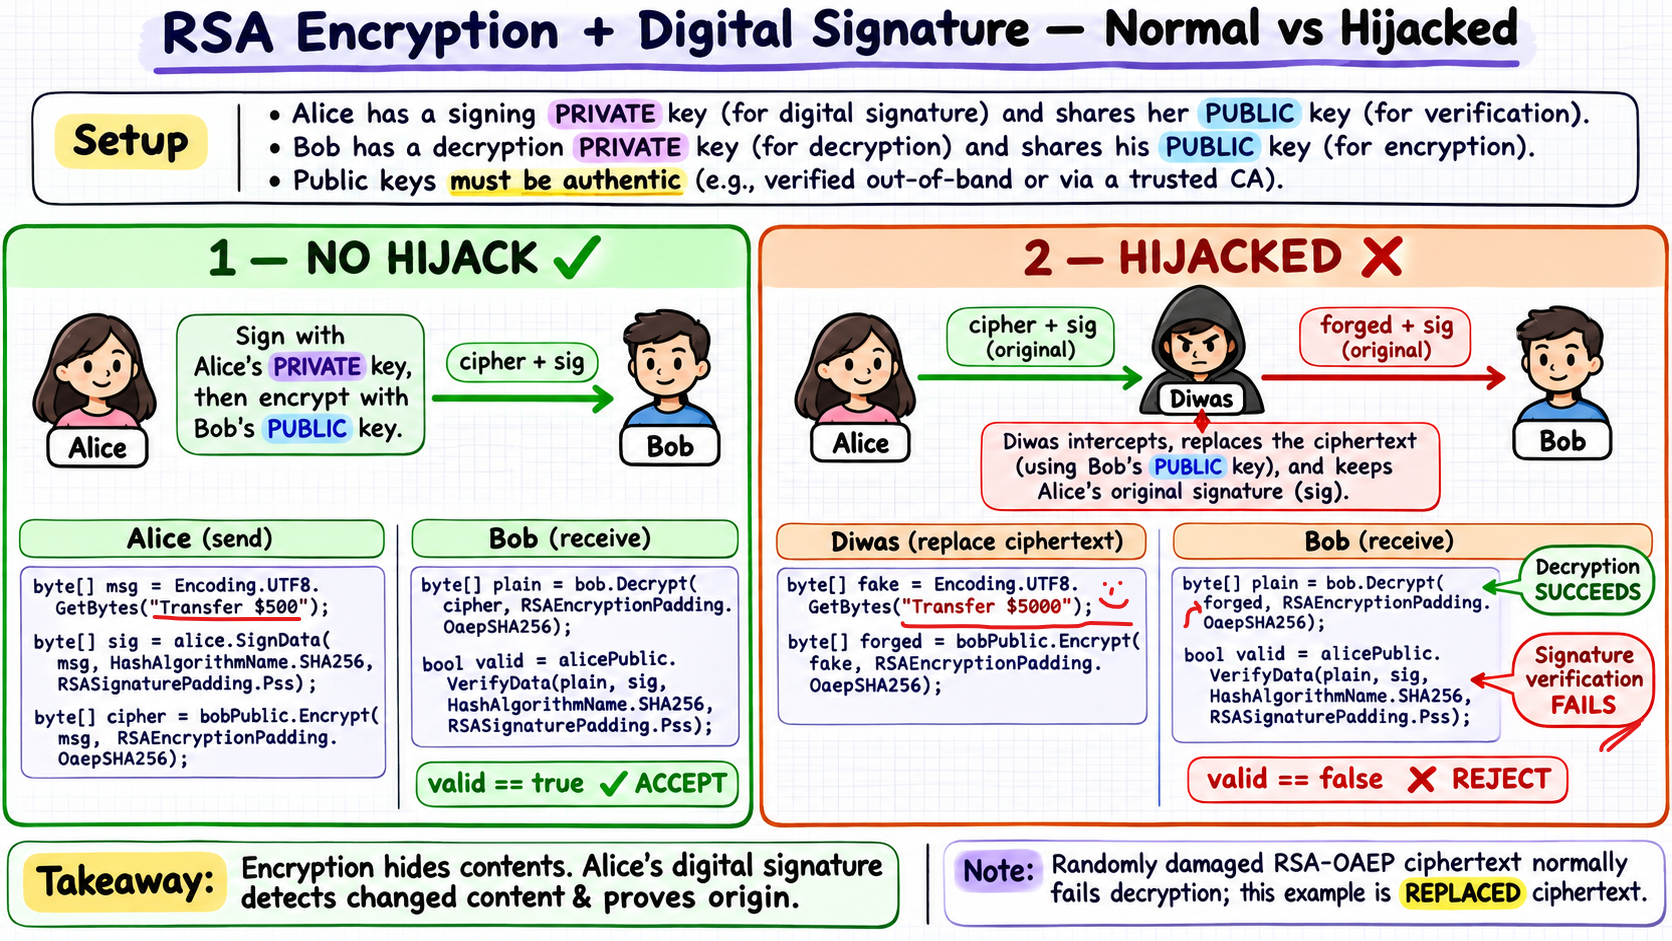 RSA Encryption + Digital Signature — Normal vs Hijacked
Setup
• Alice has a signing PRIVATE key (for digital signature) and shares her PUBLIC key (for verification).
• Bob has a decryption PRIVATE key (for decryption) and shares his PUBLIC key (for encryption).
• Public keys must be authentic (e.g., verified out-of-band or via a trusted CA).
1 — NO HIJACK ✓
Alice
Sign with
Alice's PRIVATE key,
then encrypt with
Bob's PUBLIC key.
cipher + sig
Bob
Alice (send)
byte[] msg = Encoding.UTF8.
GetBytes("Transfer $500");
byte[] sig = alice.SignData(
msg, HashAlgorithmName.SHA256,
RSASignaturePadding.Pss);
byte[] cipher = bobPublic.Encrypt(
msg, RSAEncryptionPadding.
OaepSHA256);
Bob (receive)
byte[] plain = bob.Decrypt(
cipher, RSAEncryptionPadding.
OaepSHA256);
bool valid = alicePublic.
VerifyData(plain, sig,
HashAlgorithmName.SHA256,
RSASignaturePadding.Pss);
valid == true ✓ ACCEPT
2 — HIJACKED ✗
Alice
cipher + sig
(original)
Diwas
forged + sig
(original)
Bob
Diwas intercepts, replaces the ciphertext
(using Bob's PUBLIC key), and keeps
Alice's original signature (sig).
Diwas (replace ciphertext)
byte[] fake = Encoding.UTF8.
GetBytes("Transfer $5000");
byte[] forged = bobPublic.Encrypt(
fake, RSAEncryptionPadding.
OaepSHA256);
Bob (receive)
byte[] plain = bob.Decrypt(
forged, RSAEncryptionPadding.
OaepSHA256);
bool valid = alicePublic.
VerifyData(plain, sig,
HashAlgorithmName.SHA256,
RSASignaturePadding.Pss);
Decryption
SUCCEEDS
Signature
verification
FAILS
valid == false ✗ REJECT
Takeaway:
Encryption hides contents. Alice's digital signature
detects changed content & proves origin.
Note:
Randomly damaged RSA-OAEP ciphertext normally
fails decryption; this example is REPLACED ciphertext.